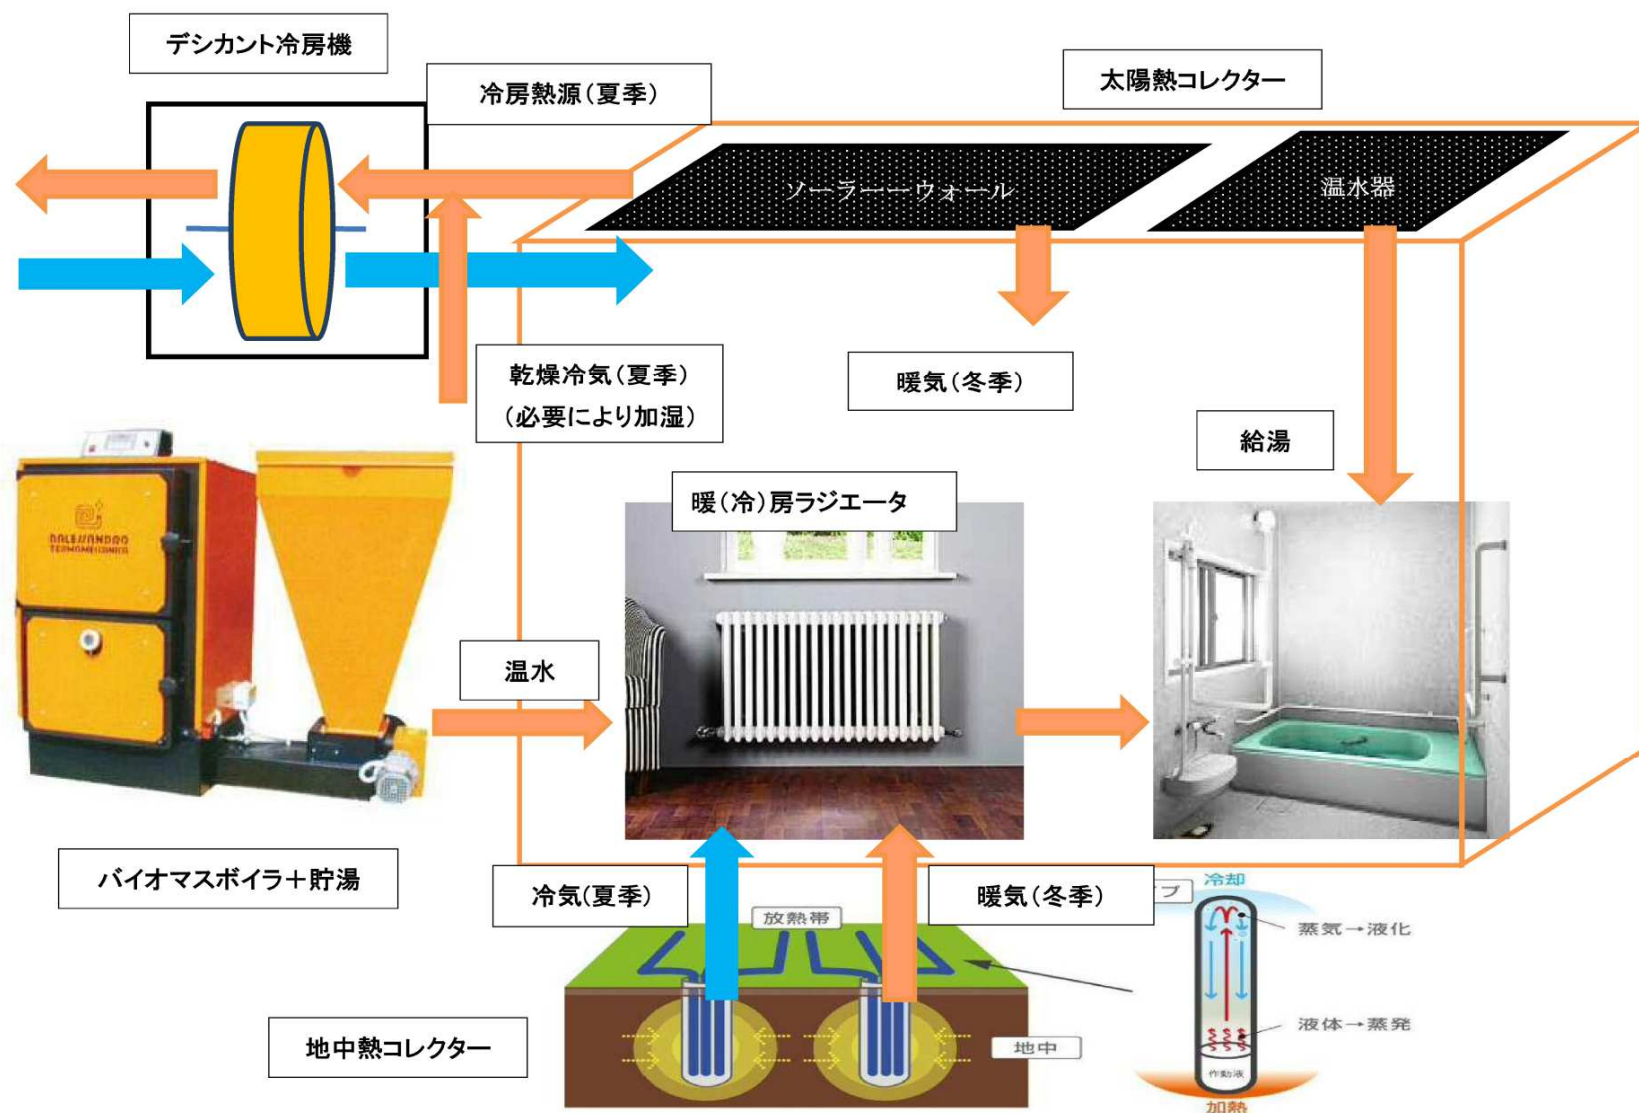 デシカント冷房機
冷房熱源(夏季)
太陽熱コレクター
ソーラーーウォール
温水器
乾燥冷気(夏季)
(必要により加湿)
暖気(冬季)
給湯
暖(冷)房ラジエータ
DALESSANDRO
TERMOMECCANICA
温水
バイオマスボイラ+貯湯
冷気(夏季)
暖気(冬季)
イプ
冷却
放熱帯
蒸気→液化
液体→蒸発
地中熱コレクター
地中
作動液
加熱